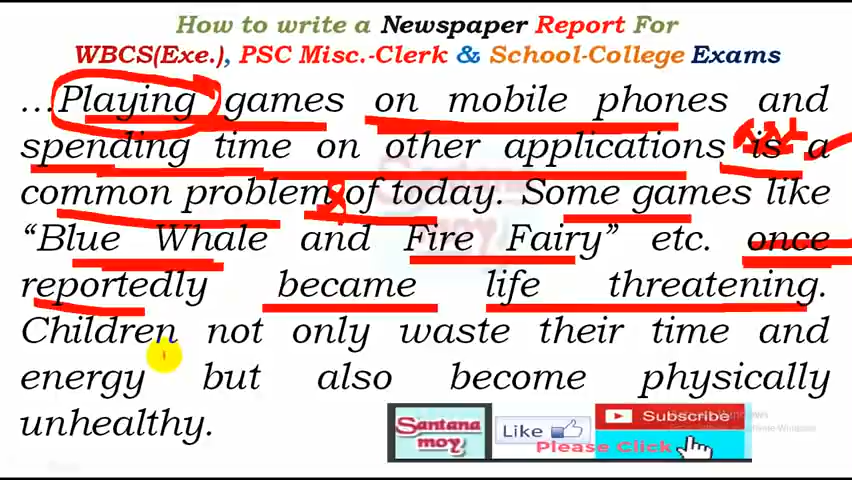 How to write a Newspaper Report For
WBCS(Exe.), PSC Misc.-Clerk & School-College Exams
...Playing games on mobile phones and
spending time on other applications is a
common problem of today. Some games like
“Blue Whale and Fire Fairy” etc. once
reportedly became life threatening.
Children not only waste their time and
energy but also become physically
unhealthy.
Santana
moy
Santana
moy
Like
Subscribe
Please Click